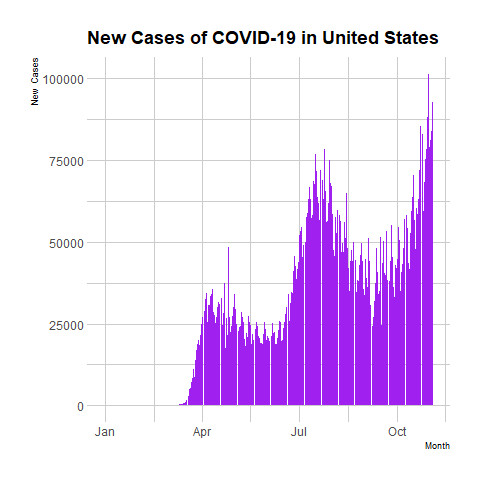 New Cases of COVID-19 in United States
New Cases
100000
75000
50000
25000
0
Jan Apr Jul Oct
Month